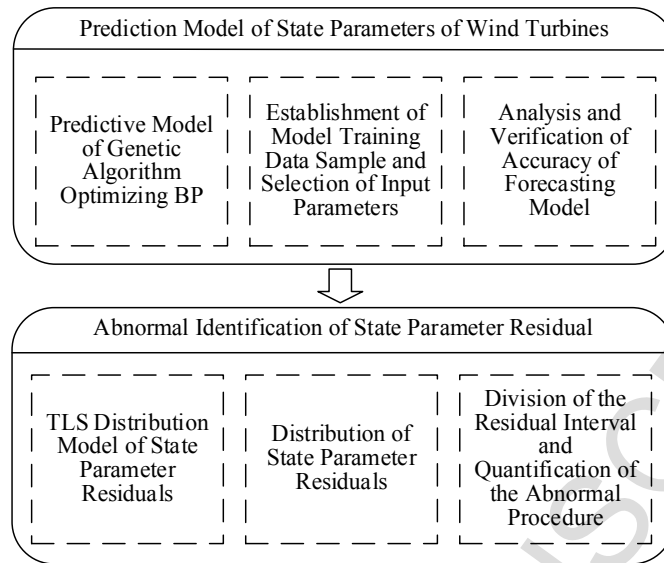 Prediction Model of State Parameters of Wind Turbines
Predictive Model
of Genetic
Algorithm
Optimizing BP
Establishment of
Model Training
Data Sample and
Selection of Input
Parameters
Analysis and
Verification of
Accuracy of
Forecasting
Model
Abnormal Identification of State Parameter Residual
TLS Distribution
Model of State
Parameter
Residuals
Distribution of
State Parameter
Residuals
Division of the
Residual Interval
and
Quantification of
the Abnormal
Procedure